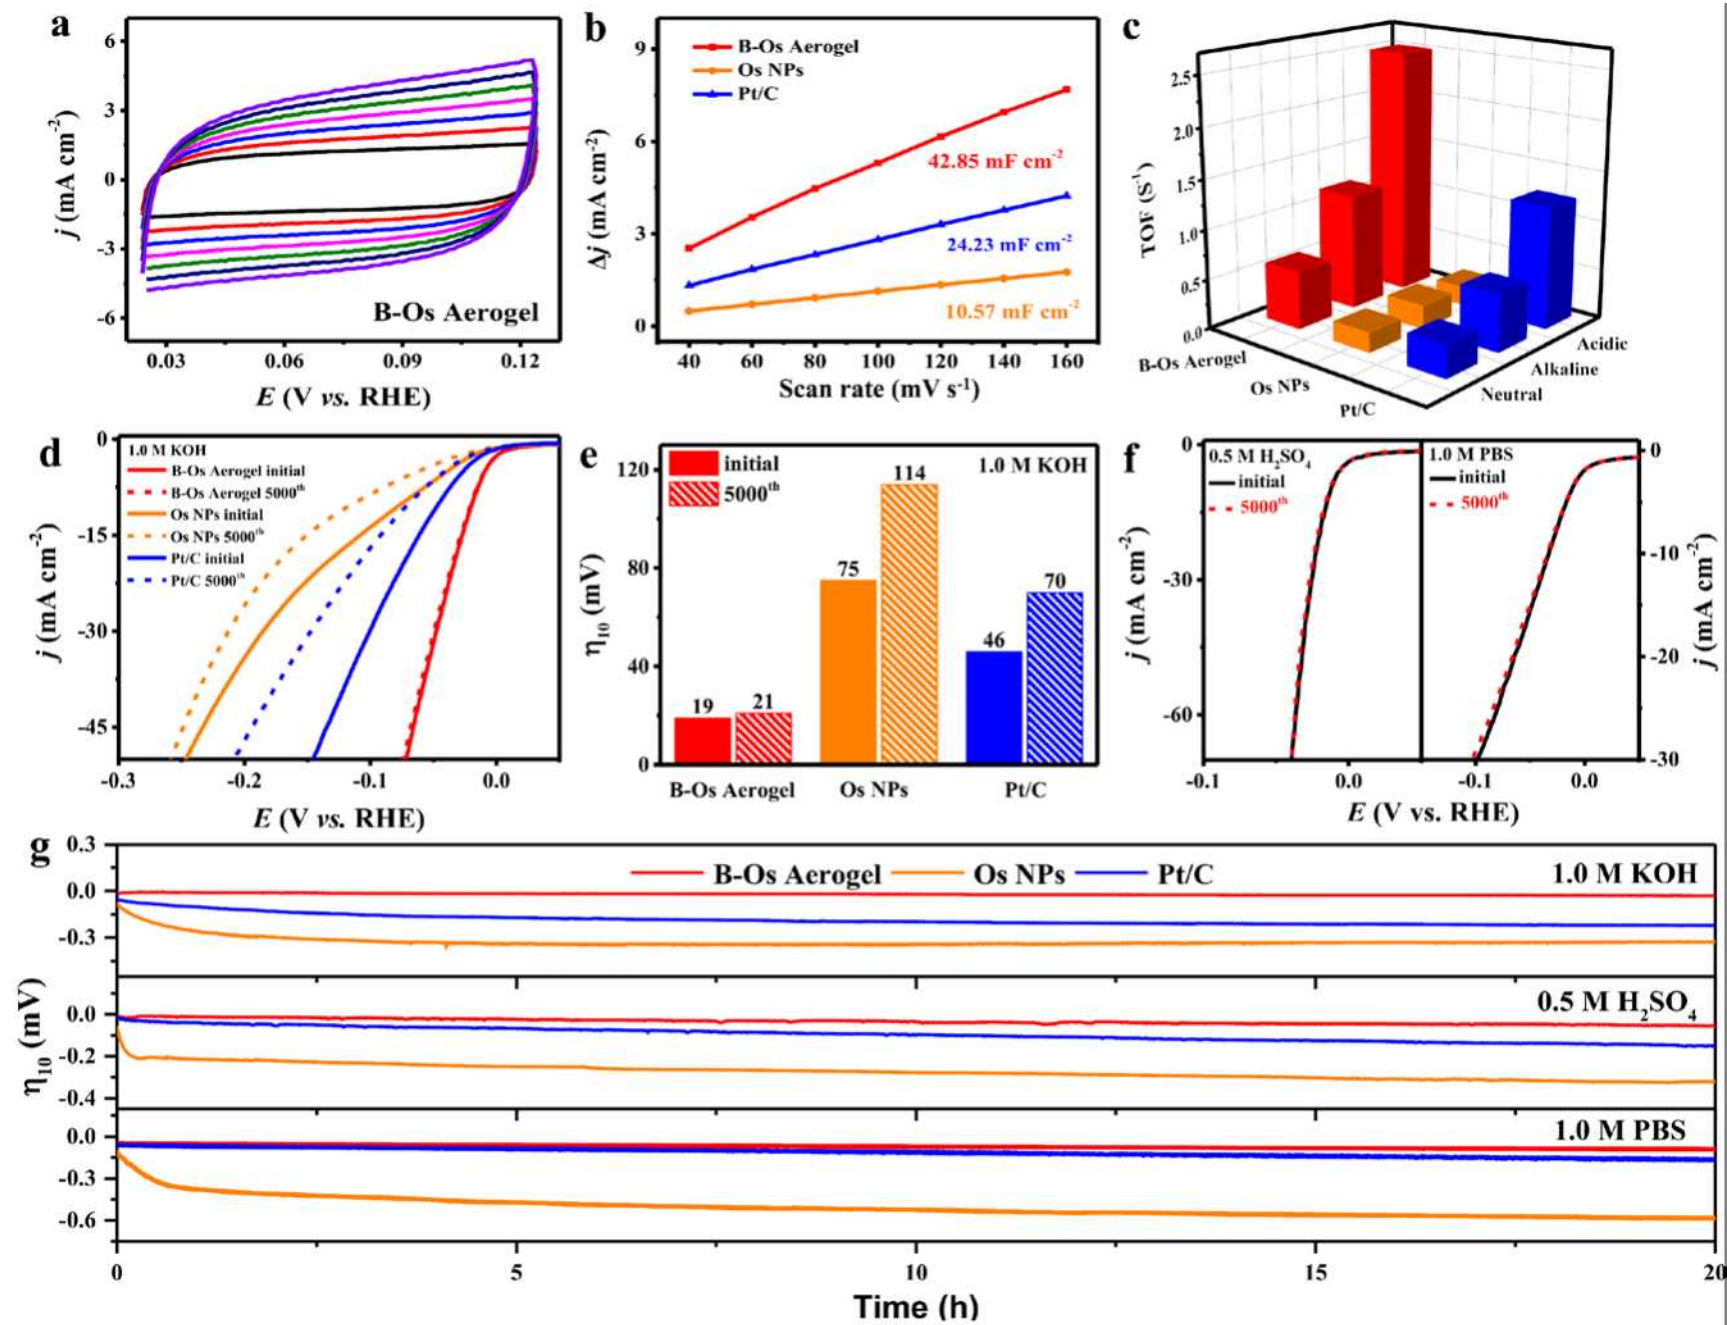 a
6
3
0
-3
-6
j (mA cm-2)
B-Os Aerogel
0.03 0.06 0.09 0.12
E (V vs. RHE)
b
9
6
3
0
Δj (mA cm-2)
B-Os Aerogel
Os NPs
Pt/C
42.85 mF cm-2
24.23 mF cm-2
10.57 mF cm-2
40 60 80 100 120 140 160
Scan rate (mV s-1)
c
2.5
2.0
1.5
1.0
0.5
0.0
TOF (S-1)
B-Os Aerogel
Os NPs
Pt/C
Acidic
Alkaline
Neutral
d
0
-15
-30
-45
j (mA cm-2)
1.0 M KOH
B-Os Aerogel initial
B-Os Aerogel 5000th
Os NPs initial
Os NPs 5000th
Pt/C initial
Pt/C 5000th
-0.3 -0.2 -0.1 0.0
E (V vs. RHE)
e
120
80
40
0
η10 (mV)
initial
5000th
1.0 M KOH
19 21 75 114 46 70
B-Os Aerogel Os NPs Pt/C
f
0
-30
-60
j (mA cm-2)
0.5 M H2SO4
initial
5000th
1.0 M PBS
initial
5000th
0
-10
-20
-30
j (mA cm-2)
-0.1 0.0 -0.1 0.0
E (V vs. RHE)
g
0.3
0.0
-0.3
B-Os Aerogel Os NPs Pt/C
1.0 M KOH
0.0
-0.2
-0.4
0.5 M H2SO4
η10 (mV)
0.0
-0.3
-0.6
1.0 M PBS
0 5 10 15 20
Time (h)